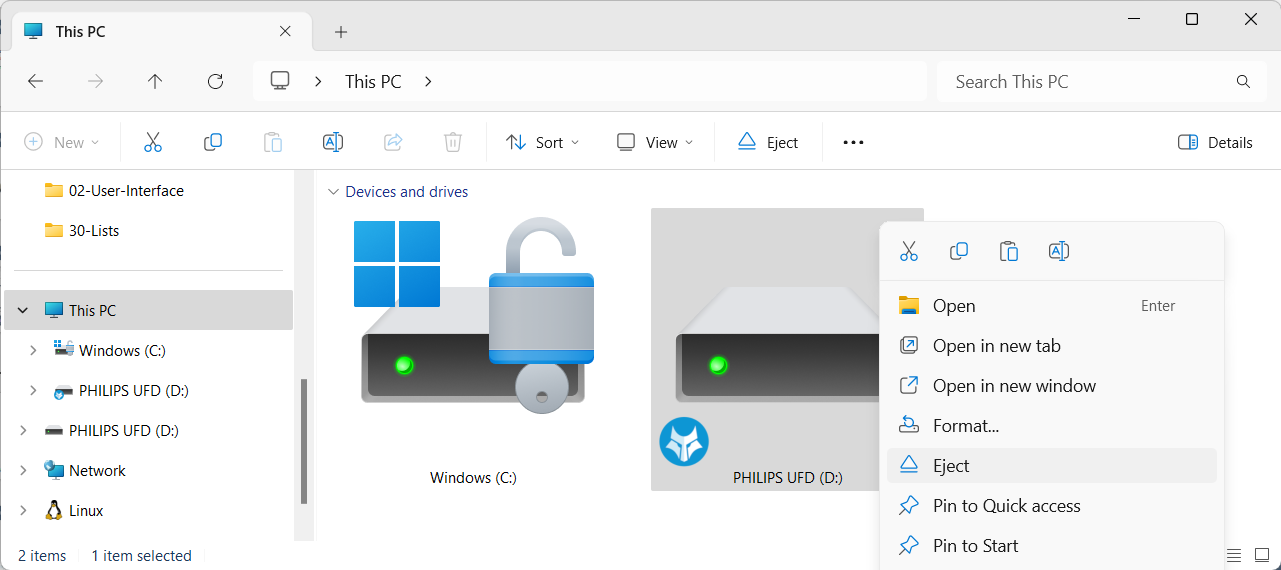 This PC
This PC
Search This PC
New
Sort
View
Eject
Details
02-User-Interface
30-Lists
This PC
Windows (C:)
PHILIPS UFD (D:)
PHILIPS UFD (D:)
Network
Linux
Devices and drives
Windows (C:)
PHILIPS UFD (D:)
Open Enter
Open in new tab
Open in new window
Format...
Eject
Pin to Quick access
Pin to Start
2 items 1 item selected